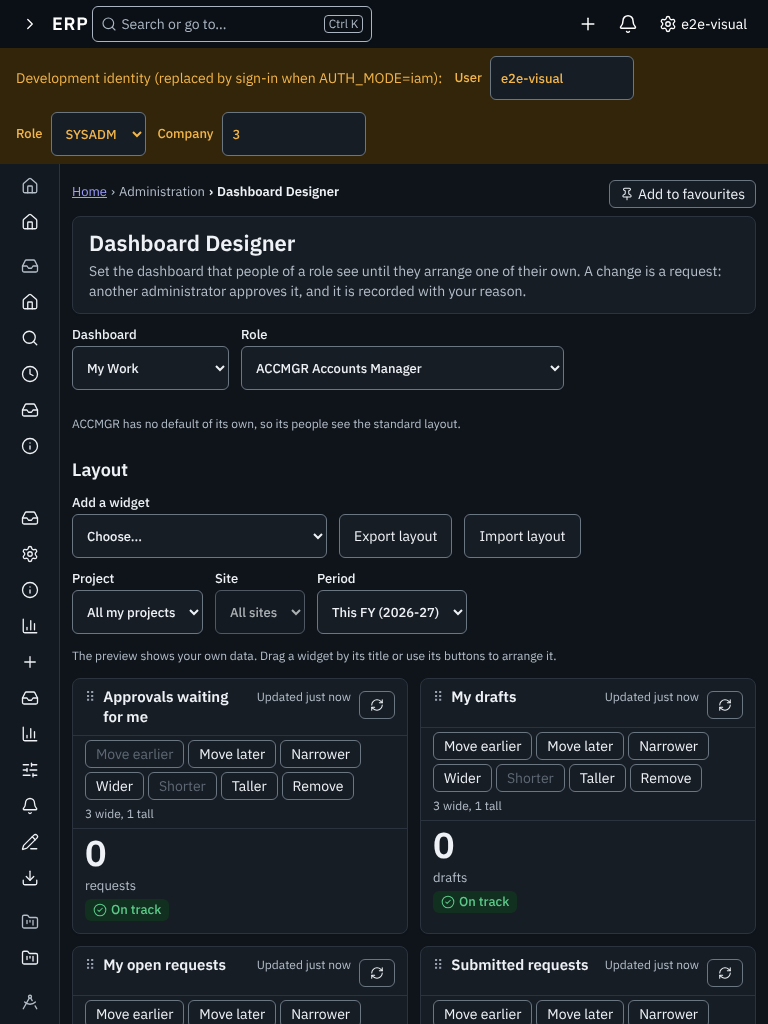 ERP
Search or go to...
Ctrl K
e2e-visual
Development identity (replaced by sign-in when AUTH_MODE=iam):
User
e2e-visual
Role
SYSADM
Company
3
Home › Administration › Dashboard Designer
Add to favourites
Dashboard Designer
Set the dashboard that people of a role see until they arrange one of their own. A change is a request:
another administrator approves it, and it is recorded with your reason.
Dashboard
Role
My Work
ACCMGR Accounts Manager
ACCMGR has no default of its own, so its people see the standard layout.
Layout
Add a widget
Choose...
Export layout
Import layout
Project
Site
Period
All my projects
All sites
This FY (2026-27)
The preview shows your own data. Drag a widget by its title or use its buttons to arrange it.
Approvals waiting
for me
Updated just now
Move earlier
Move later
Narrower
Wider
Shorter
Taller
Remove
3 wide, 1 tall
0
requests
On track
My drafts
Updated just now
Move earlier
Move later
Narrower
Wider
Shorter
Taller
Remove
3 wide, 1 tall
0
drafts
On track
My open requests
Updated just now
Move earlier
Move later
Narrower
Submitted requests
Updated just now
Move earlier
Move later
Narrower